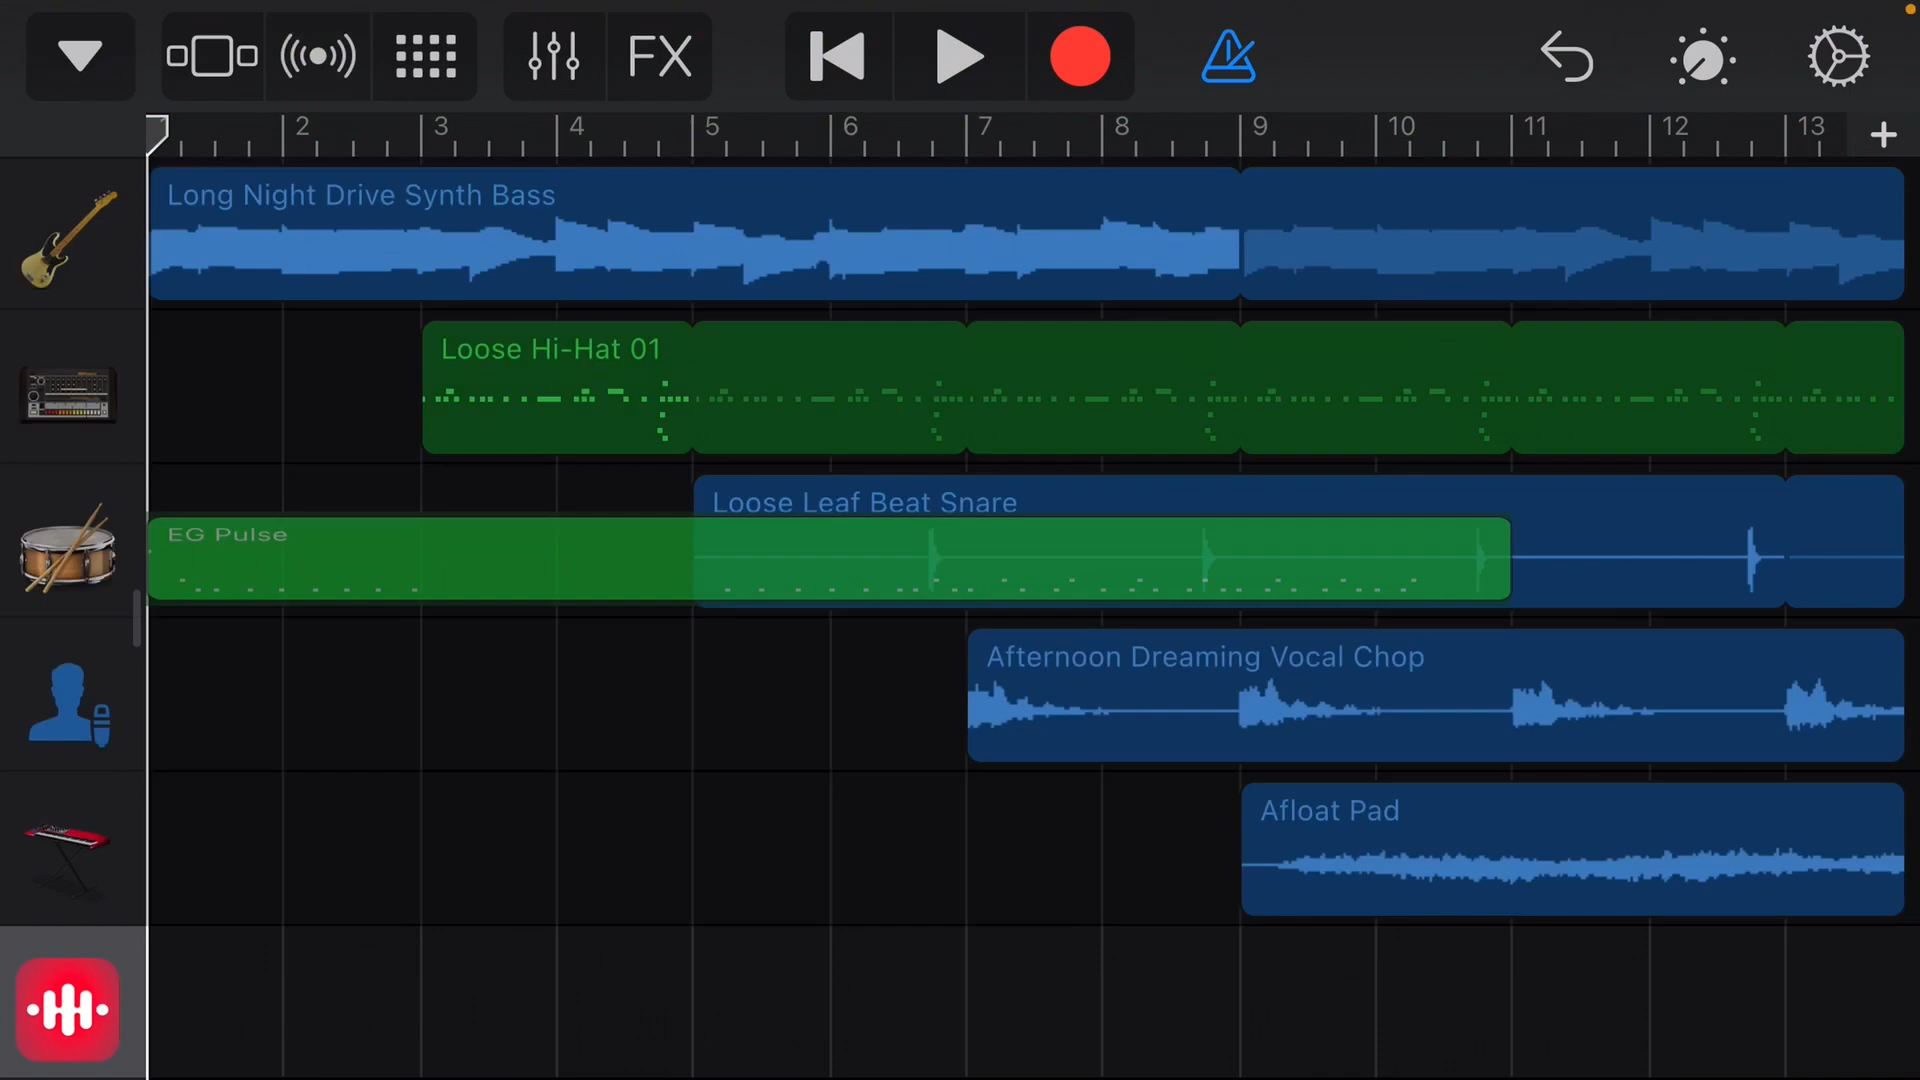 FX
2 3 4 5 6 7 8 9 10 11 12 13 +
Long Night Drive Synth Bass
Loose Hi-Hat 01
Loose Leaf Beat Snare
EG Pulse
Afternoon Dreaming Vocal Chop
Afloat Pad